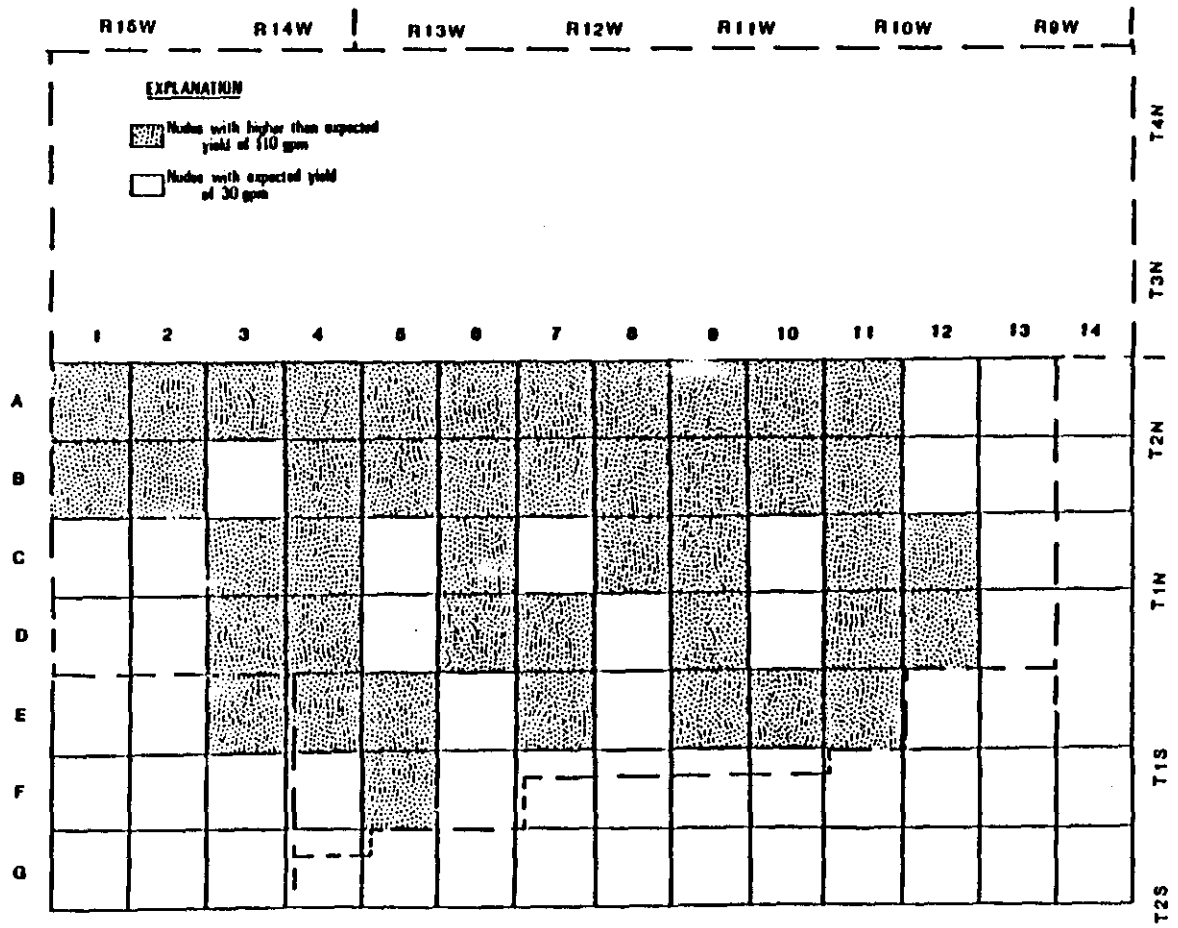 R15W R14W R13W R12W R11W R10W R9W
EXPLANATION
Nodes with higher than expected
yield of 110 gpm
Nodes with expected yield
of 30 gpm
T4N
T3N
1 2 3 4 5 6 7 8 9 10 11 12 13 14
A
T2N
B
C
T1N
D
E
T1S
F
G
T2S